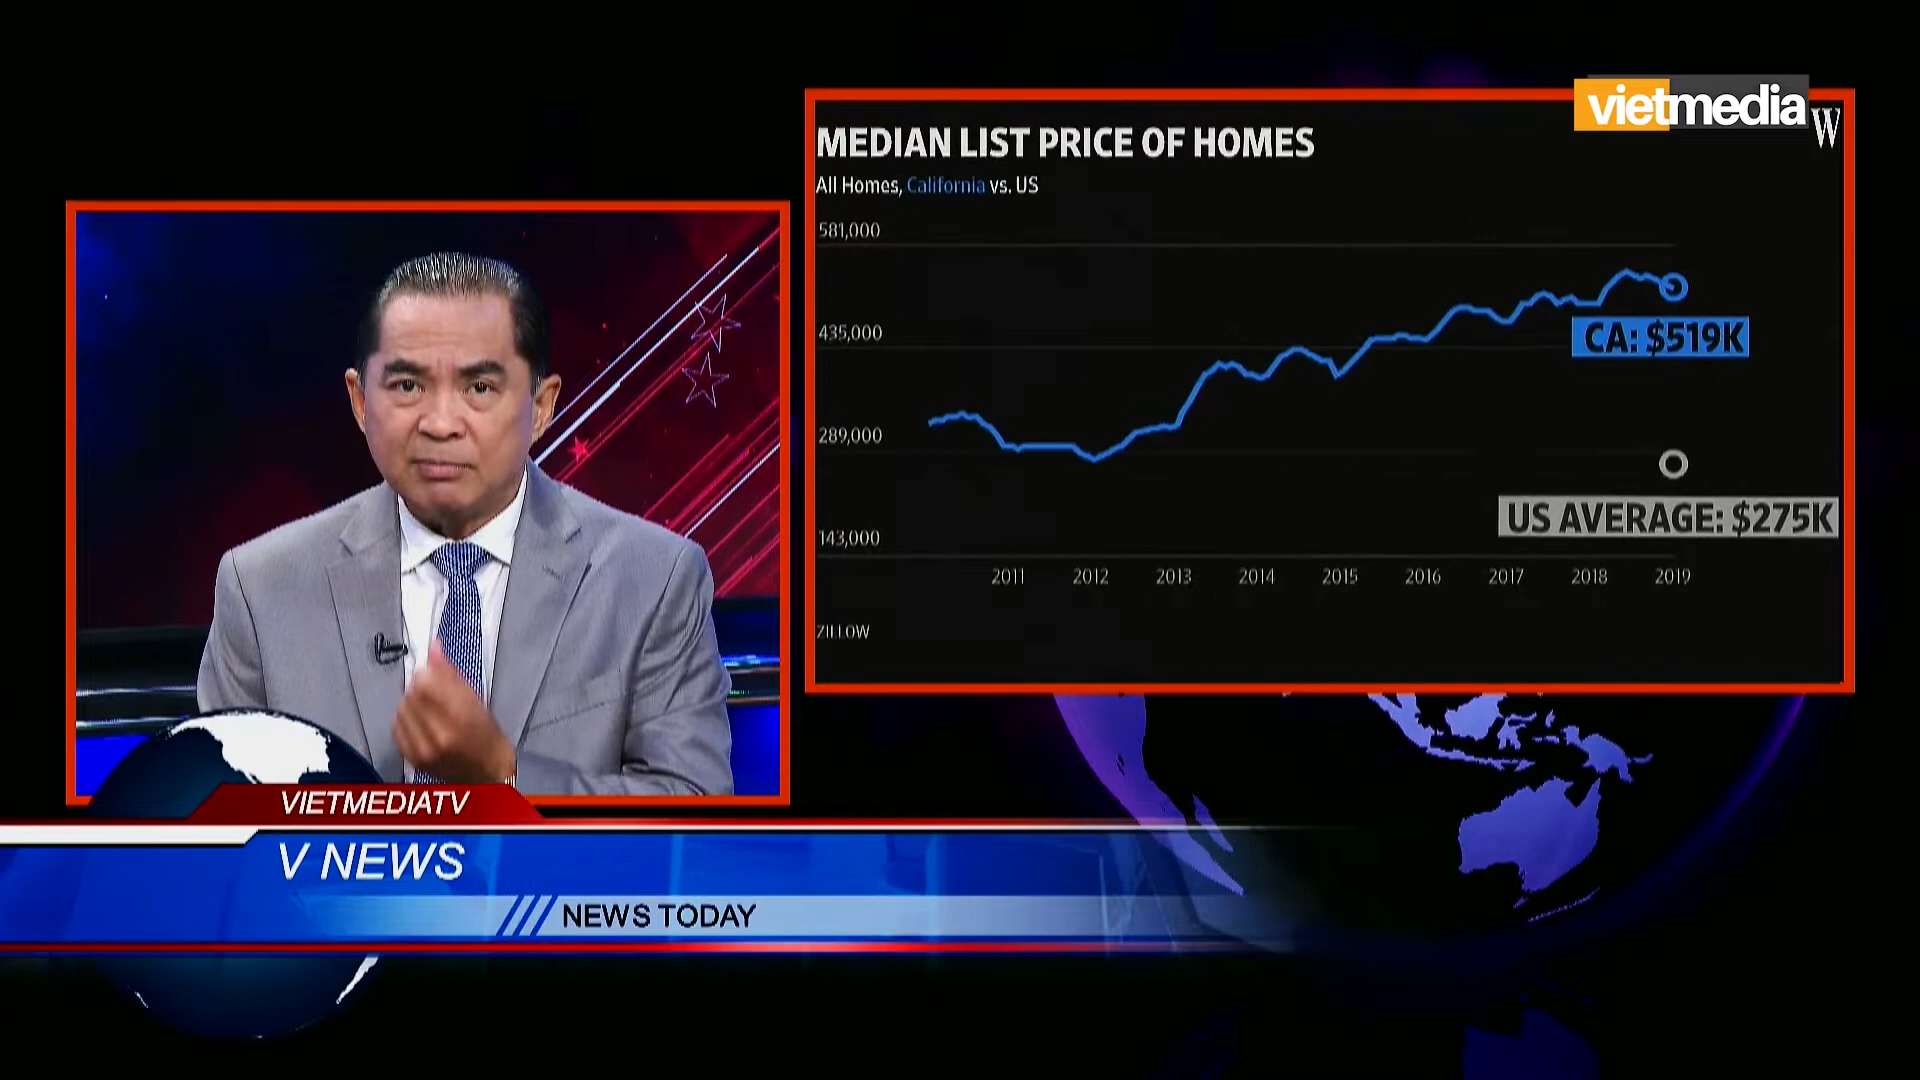 vietmedia
W
MEDIAN LIST PRICE OF HOMES
All Homes, California vs. US
581,000
435,000
CA: $519K
289,000
US AVERAGE: $275K
143,000
2011 2012 2013 2014 2015 2016 2017 2018 2019
ZILLOW
VIETMEDIATV
V NEWS
NEWS TODAY